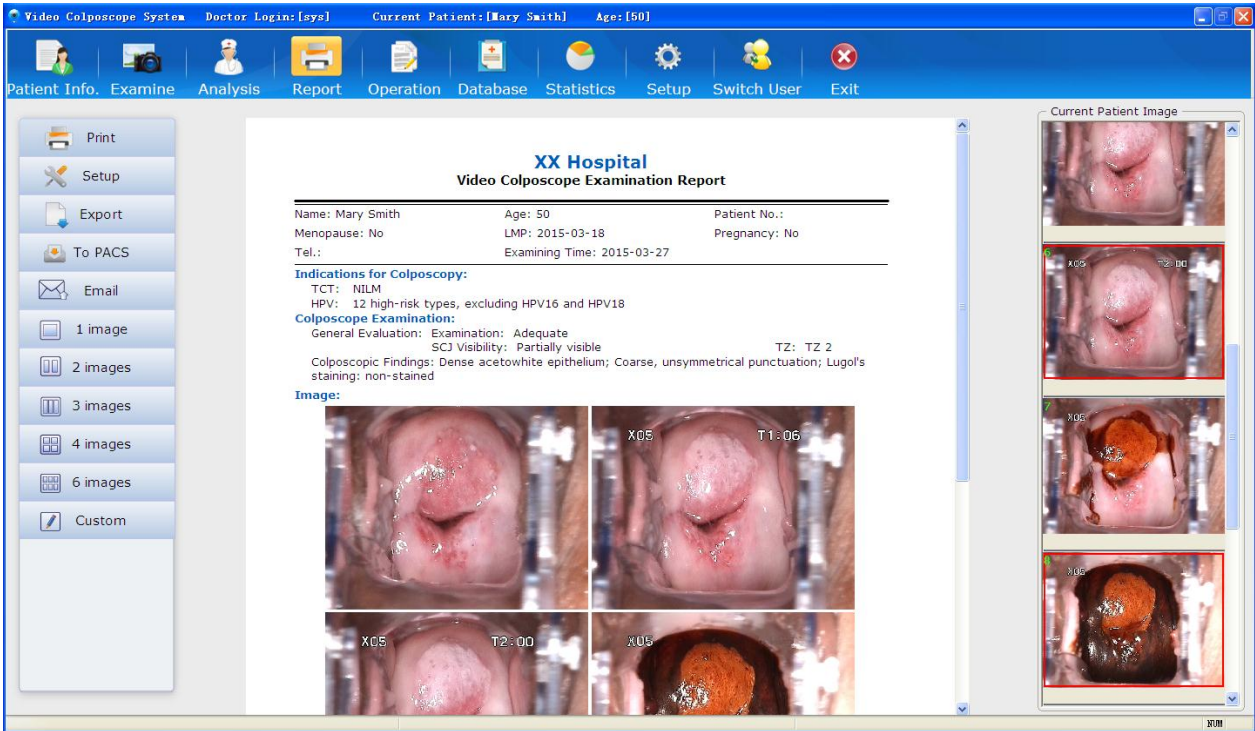 Video Colposcope System Doctor Login:[sys] Current Patient:[Mary Smith] Age:[50]
Patient Info. Examine Analysis Report Operation Database Statistics Setup Switch User Exit
Print
Setup
Export
To PACS
Email
1 image
2 images
3 images
4 images
6 images
Custom
XX Hospital
Video Colposcope Examination Report
Name: Mary Smith Age: 50 Patient No.:
Menopause: No LMP: 2015-03-18 Pregnancy: No
Tel.: Examining Time: 2015-03-27
Indications for Colposcopy:
TCT: NILM
HPV: 12 high-risk types, excluding HPV16 and HPV18
Colposcope Examination:
General Evaluation: Examination: Adequate
SCJ Visibility: Partially visible TZ: TZ 2
Colposcopic Findings: Dense acetowhite epithelium; Coarse, unsymmetrical punctuation; Lugol's
staining: non-stained
Image:
X05 T1:06
X05 T2:00 X05
Current Patient Image
6
X05 T2:00
7
X05
8
X05
NUM